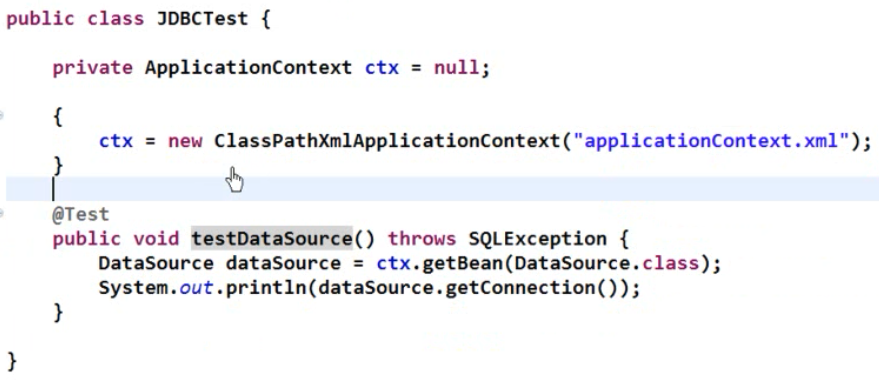 public class JDBCTest {
private ApplicationContext ctx = null;
{
ctx = new ClassPathXmlApplicationContext("applicationContext.xml");
}
@Test
public void testDataSource() throws SQLException {
DataSource dataSource = ctx.getBean(DataSource.class);
System.out.println(dataSource.getConnection());
}
}